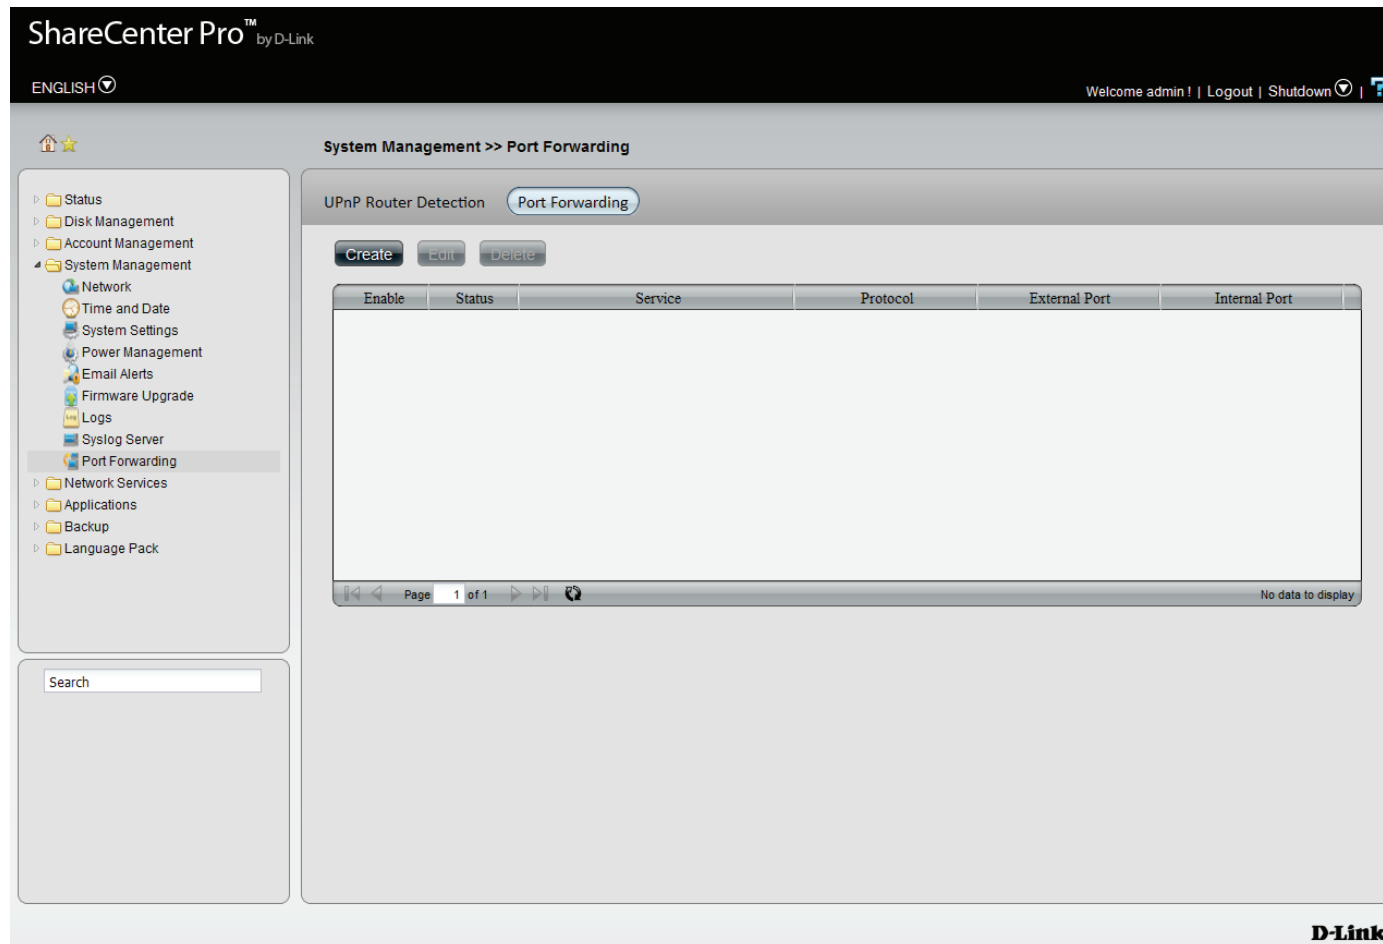 ShareCenter Pro™ by D-Link
ENGLISH
Welcome admin ! | Logout | Shutdown | ?
System Management >> Port Forwarding
Status
Disk Management
Account Management
System Management
Network
Time and Date
System Settings
Power Management
Email Alerts
Firmware Upgrade
Logs
Syslog Server
Port Forwarding
Network Services
Applications
Backup
Language Pack
Search
UPnP Router Detection Port Forwarding
Create Edit Delete
Enable Status Service Protocol External Port Internal Port
Page 1 of 1 No data to display
D-Link